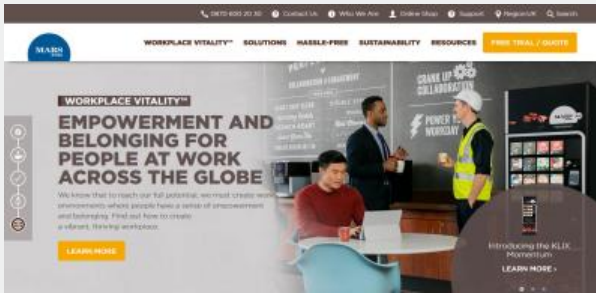 0870 600 20 30 Contact Us Who We Are Online Shop Support Region:UK Search
MARS
WORKPLACE VITALITY™ SOLUTIONS HASSLE-FREE SUSTAINABILITY RESOURCES FREE TRIAL / QUOTE
WORKPLACE VITALITY™
EMPOWERMENT AND
BELONGING FOR
PEOPLE AT WORK
ACROSS THE GLOBE
We know that to reach our full potential, we must create work
environments where people have a sense of empowerment
and belonging. Find out how to create
a vibrant, thriving workplace.
LEARN MORE
COLLABORATION & ENGAGEMENT
CRANK UP
COLLABORATION
POWER
WORKDAY
Introducing the KLIX
Momentum
LEARN MORE ›